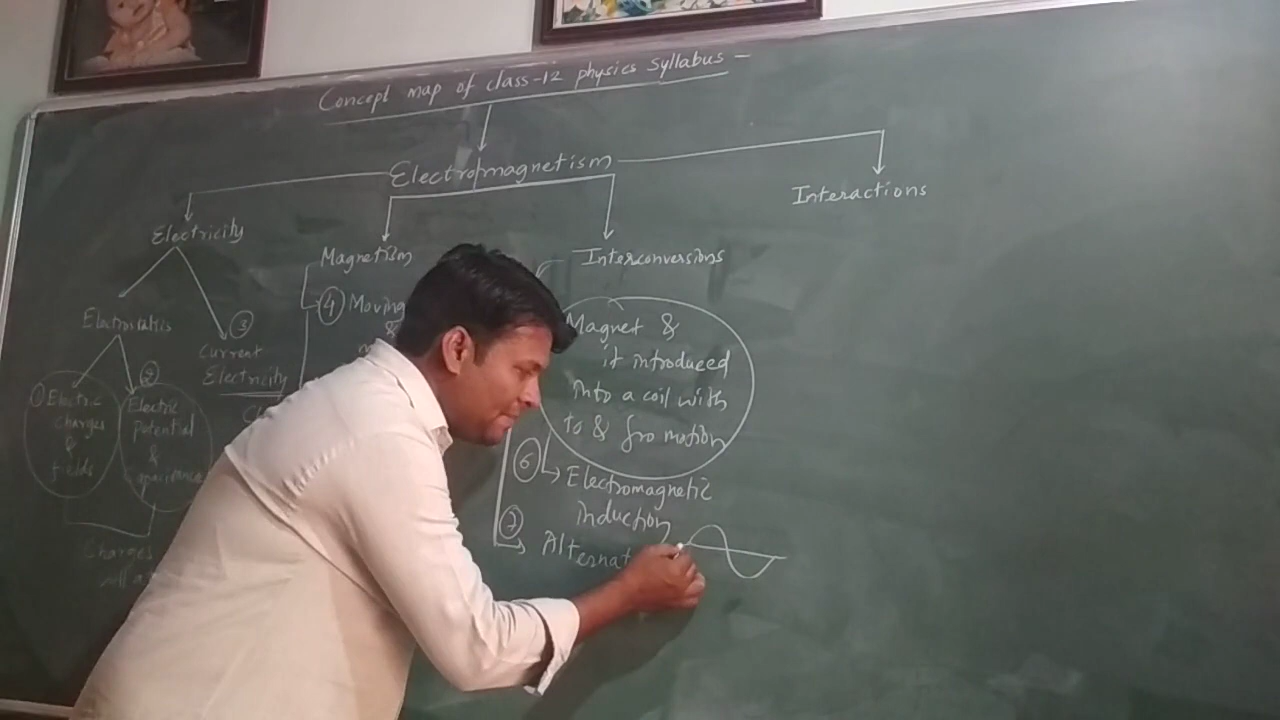 Concept map of class-12 physics syllabus -
Electromagnetism
Electricity
Magnetism
Interconversions
Interactions
Electrostatics
③
Current
Electricity
②
① Electric
charges
&
fields
Electric
potential
&
capacitance
Charges
④ Moving
&
Magnet &
it introduced
into a coil with
to & fro motion
⑥ Electromagnetic
induction
⑦ Alternat